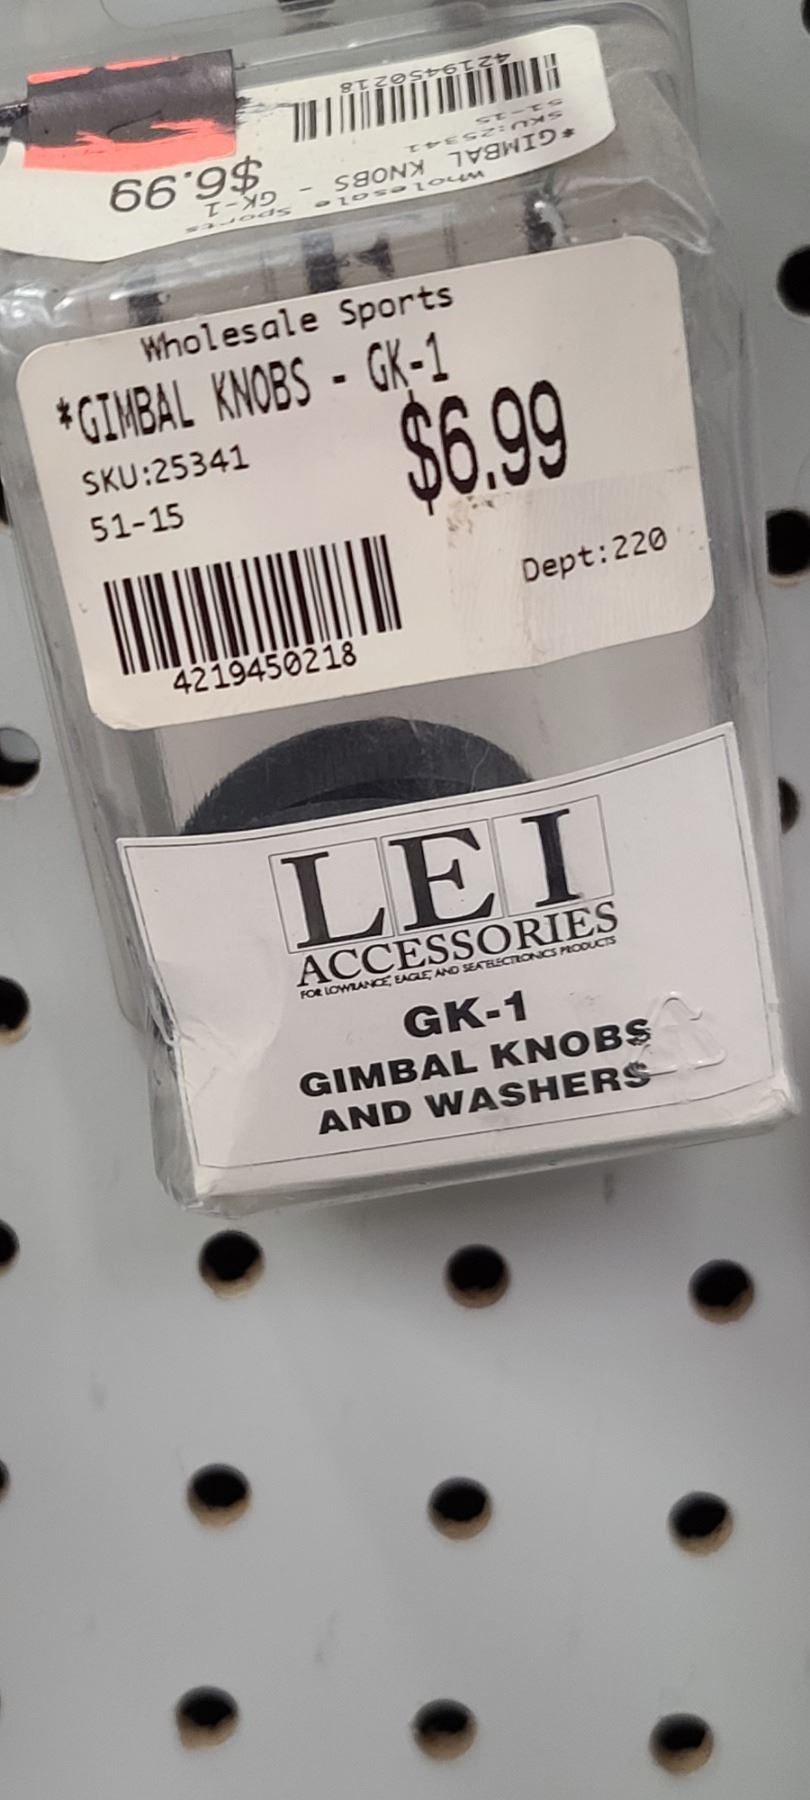 4219450218
51-15
SKU:25341
*GIMBAL KNOBS - GK-1
Wholesale Sports
$6.99
Wholesale Sports
*GIMBAL KNOBS - GK-1
$6.99
SKU:25341
51-15
Dept:220
4219450218
LEI
ACCESSORIES
FOR LOWRANCE, EAGLE, AND SEA ELECTRONICS PRODUCTS
GK-1
GIMBAL KNOBS
AND WASHERS